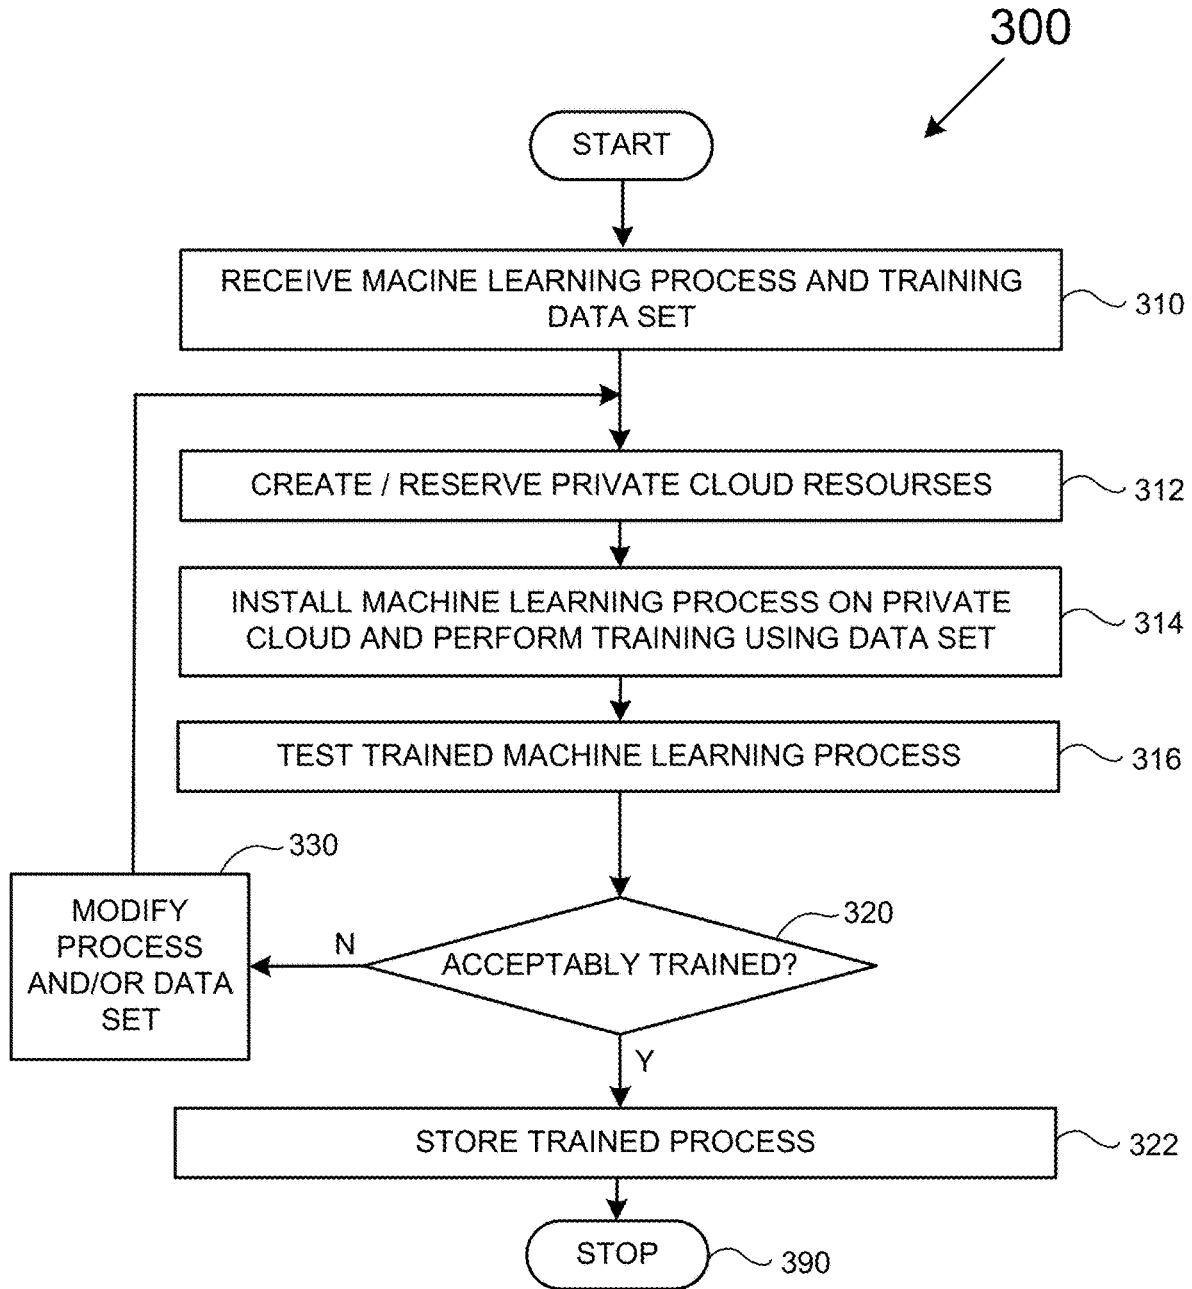 300
START
RECEIVE MACINE LEARNING PROCESS AND TRAINING
DATA SET
310
CREATE / RESERVE PRIVATE CLOUD RESOURSES
312
INSTALL MACHINE LEARNING PROCESS ON PRIVATE
CLOUD AND PERFORM TRAINING USING DATA SET
314
TEST TRAINED MACHINE LEARNING PROCESS
316
330
MODIFY
PROCESS
AND/OR DATA
SET
N
ACCEPTABLY TRAINED?
320
Y
STORE TRAINED PROCESS
322
STOP
390